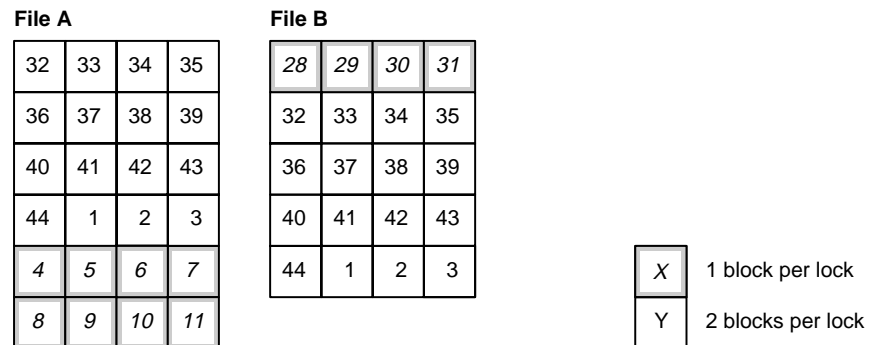 File A
32 33 34 35
36 37 38 39
40 41 42 43
44 1 2 3
4 5 6 7
8 9 10 11
File B
28 29 30 31
32 33 34 35
36 37 38 39
40 41 42 43
44 1 2 3
X 1 block per lock
Y 2 blocks per lock